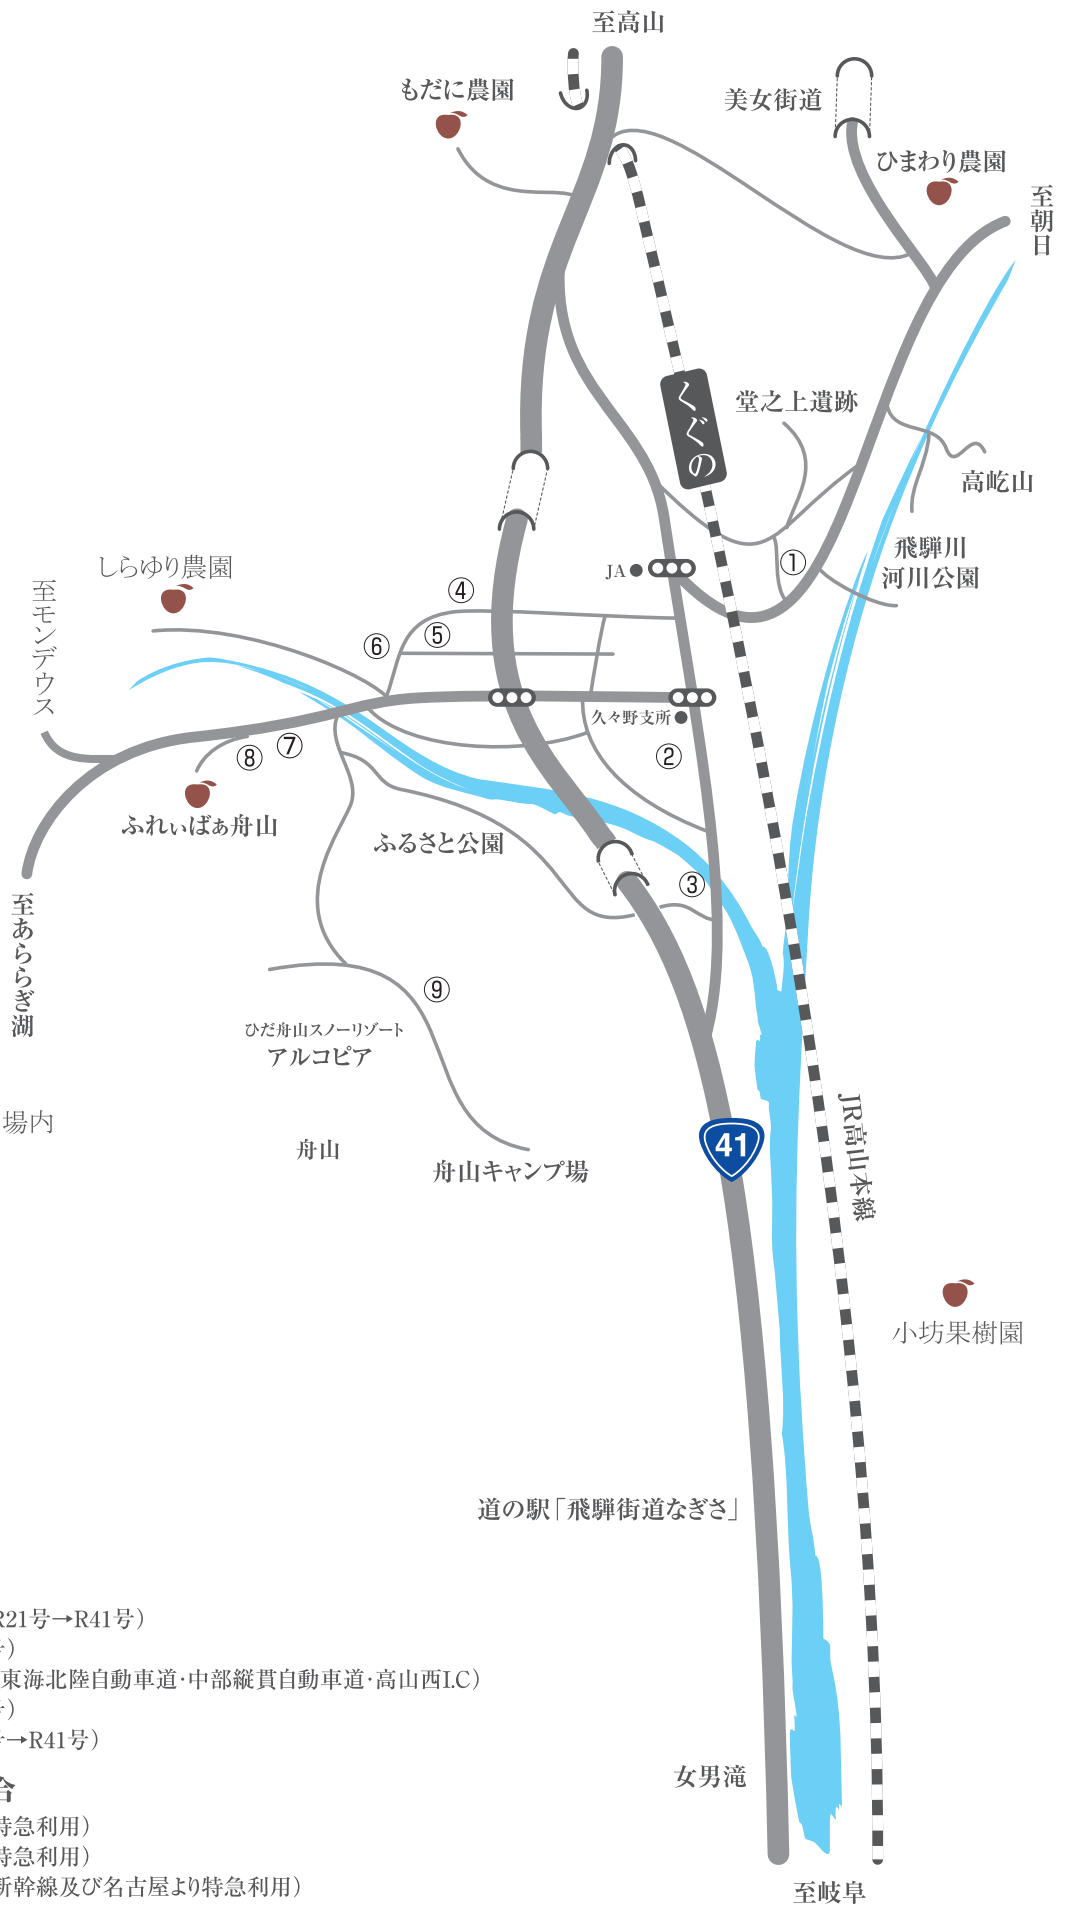 至高山
もだに農園
美女街道
ひまわり農園
至朝日
くぐの
堂之上遺跡
高屹山
飛騨川
河川公園
しらゆり農園
至モンデウス
JA
①
④
⑤
⑥
久々野支所
②
⑦
⑧
ふれぃばぁ舟山
ふるさと公園
③
至あららぎ湖
⑨
ひだ舟山スノーリゾート
アルコピア
場内
舟山
舟山キャンプ場
41
JR高山本線
小坊果樹園
道の駅「飛騨街道なぎさ」
R21号→R41号）
号）
東海北陸自動車道･中部縦貫自動車道･高山西I.C）
号）
号→R41号）
女男滝
合
特急利用）
特急利用）
新幹線及び名古屋より特急利用）
至岐阜